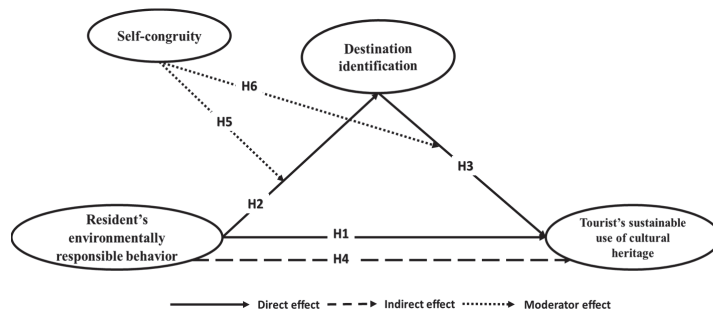 Self-congruity
Destination
identification
H6
H5
H3
H2
Resident's
environmentally
responsible behavior
H1
H4
Tourist's sustainable
use of cultural
heritage
Direct effect
Indirect effect
Moderator effect